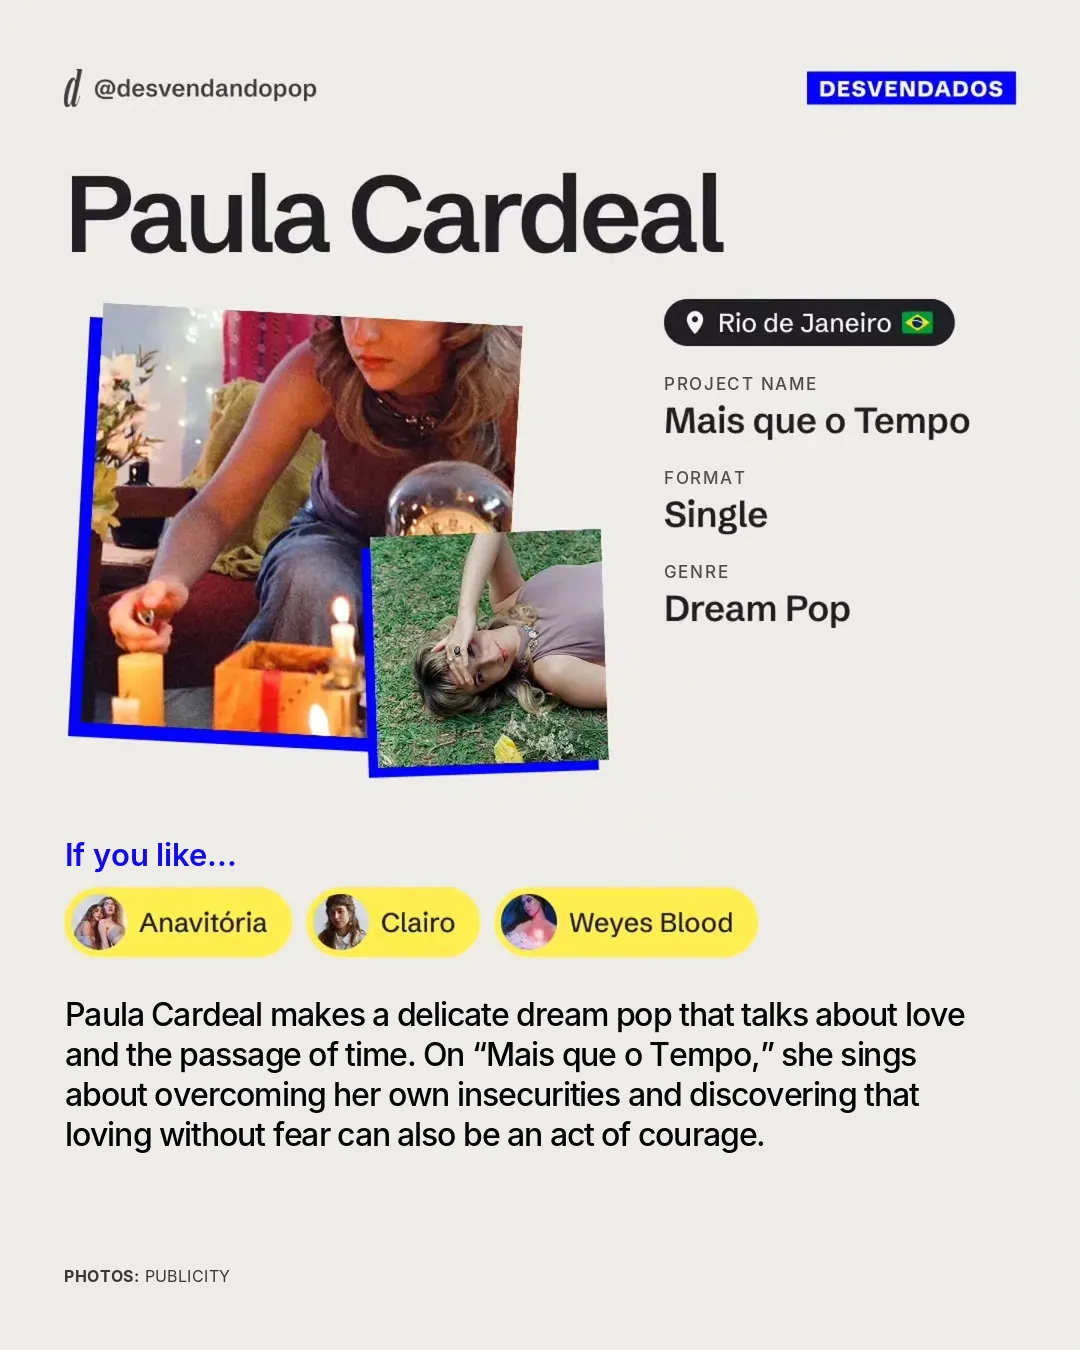 d @desvendandopop
DESVENDADOS
Paula Cardeal
Rio de Janeiro
PROJECT NAME
Mais que o Tempo
FORMAT
Single
GENRE
Dream Pop
If you like...
Anavitória
Clairo
Weyes Blood
Paula Cardeal makes a delicate dream pop that talks about love
and the passage of time. On “Mais que o Tempo,” she sings
about overcoming her own insecurities and discovering that
loving without fear can also be an act of courage.
PHOTOS: PUBLICITY